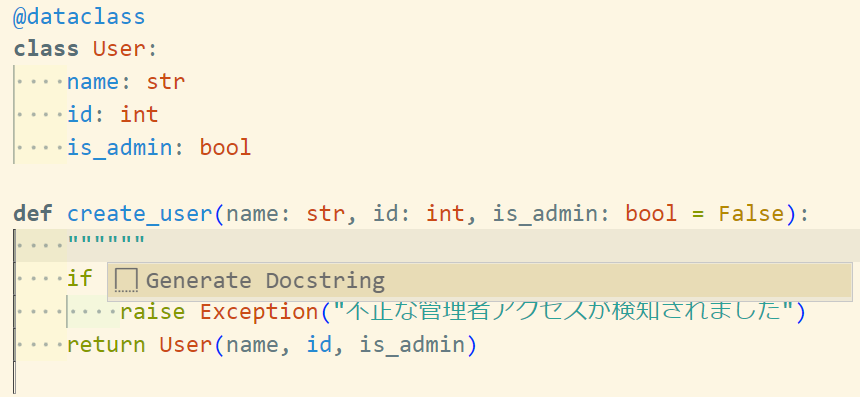 @dataclass
class User:
name: str
id: int
is_admin: bool
def create_user(name: str, id: int, is_admin: bool = False):
""""""
if
Generate Docstring
raise Exception("不正な管理者アクセスが検知されました")
return User(name, id, is_admin)